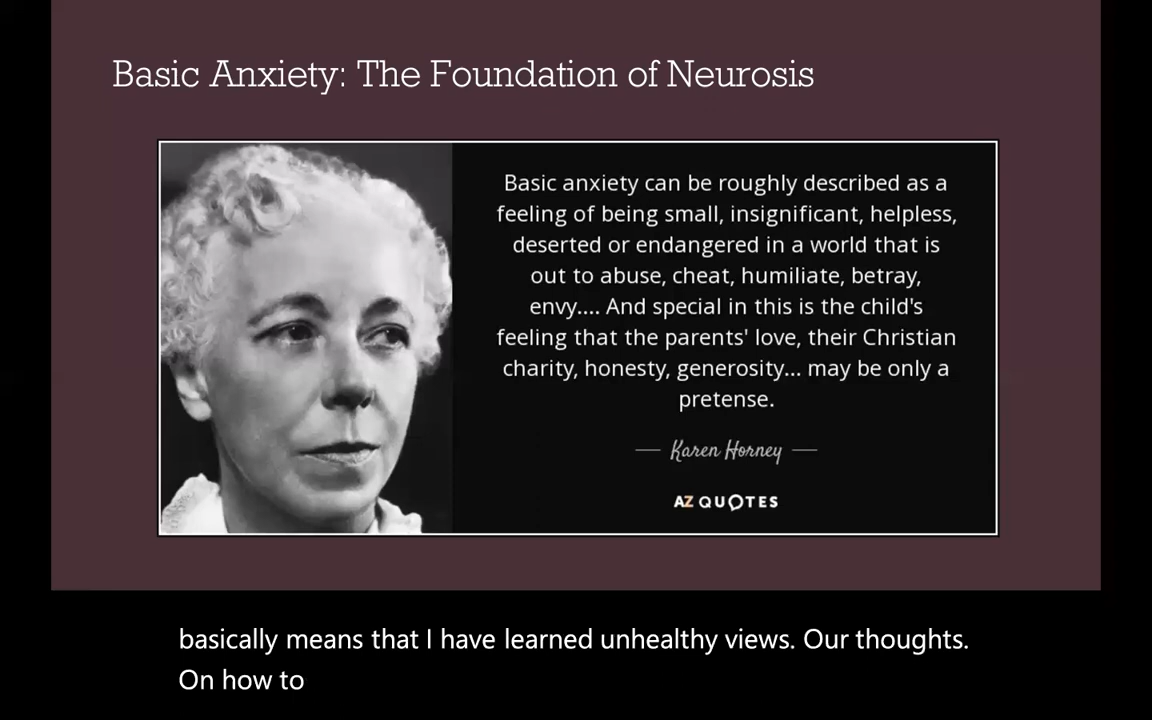 Basic Anxiety: The Foundation of Neurosis
Basic anxiety can be roughly described as a
feeling of being small, insignificant, helpless,
deserted or endangered in a world that is
out to abuse, cheat, humiliate, betray,
envy.... And special in this is the child's
feeling that the parents' love, their Christian
charity, honesty, generosity... may be only a
pretense.
— Karen Horney —
AZ QUOTES
basically means that I have learned unhealthy views. Our thoughts.
On how to